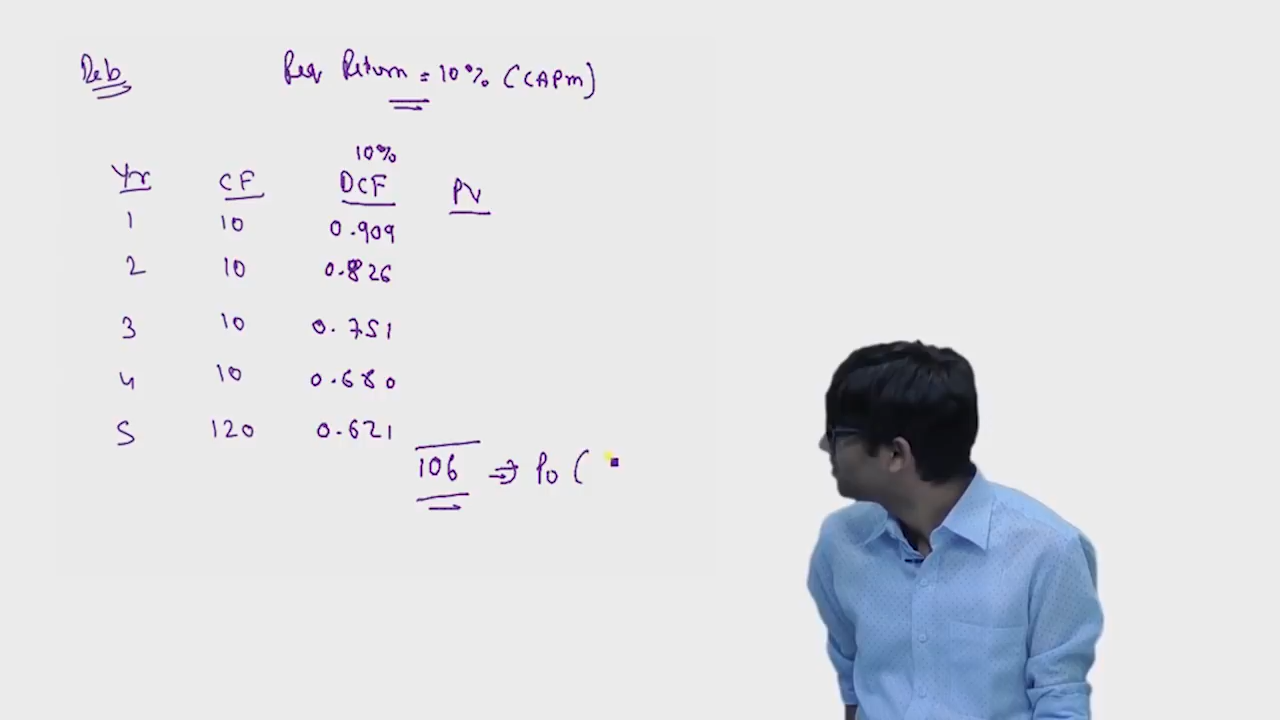 Deb Req Return = 10% (CAPM)
10%
Yr CF DCF PV
1 10 0.909
2 10 0.826
3 10 0.751
4 10 0.680
5 120 0.621
106 ⇒ P0 (